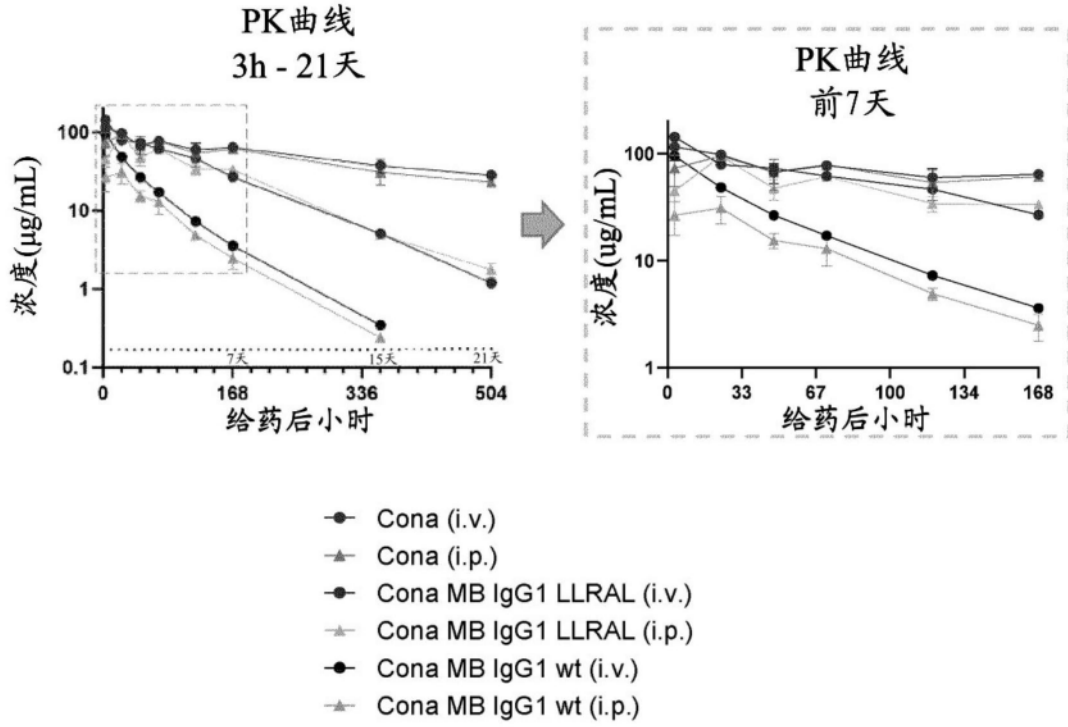 PK曲线
3h - 21天
浓度(µg/mL)
100
10
1
0.1
7天
15天
21天
0
168
336
504
给药后小时
PK曲线
前7天
浓度(ug/mL)
100
10
1
0
33
67
100
134
168
给药后小时
Cona (i.v.)
Cona (i.p.)
Cona MB IgG1 LLRAL (i.v.)
Cona MB IgG1 LLRAL (i.p.)
Cona MB IgG1 wt (i.v.)
Cona MB IgG1 wt (i.p.)